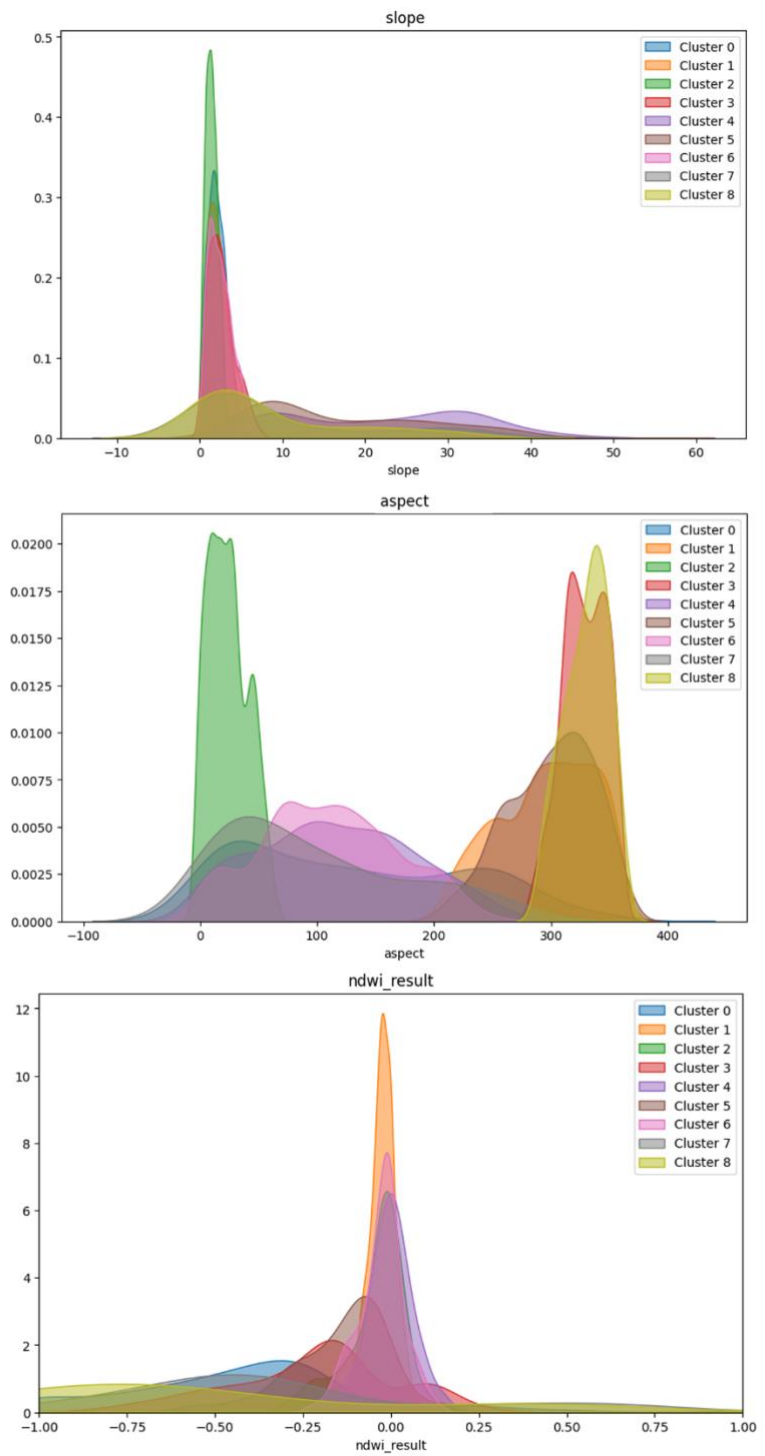 slope
0.5
0.4
0.3
0.2
0.1
0.0
−10 0 10 20 30 40 50 60
slope
Cluster 0
Cluster 1
Cluster 2
Cluster 3
Cluster 4
Cluster 5
Cluster 6
Cluster 7
Cluster 8
aspect
0.0200
0.0175
0.0150
0.0125
0.0100
0.0075
0.0050
0.0025
0.0000
−100 0 100 200 300 400
aspect
Cluster 0
Cluster 1
Cluster 2
Cluster 3
Cluster 4
Cluster 5
Cluster 6
Cluster 7
Cluster 8
ndwi_result
12
10
8
6
4
2
0
−1.00 −0.75 −0.50 −0.25 0.00 0.25 0.50 0.75 1.00
ndwi_result
Cluster 0
Cluster 1
Cluster 2
Cluster 3
Cluster 4
Cluster 5
Cluster 6
Cluster 7
Cluster 8